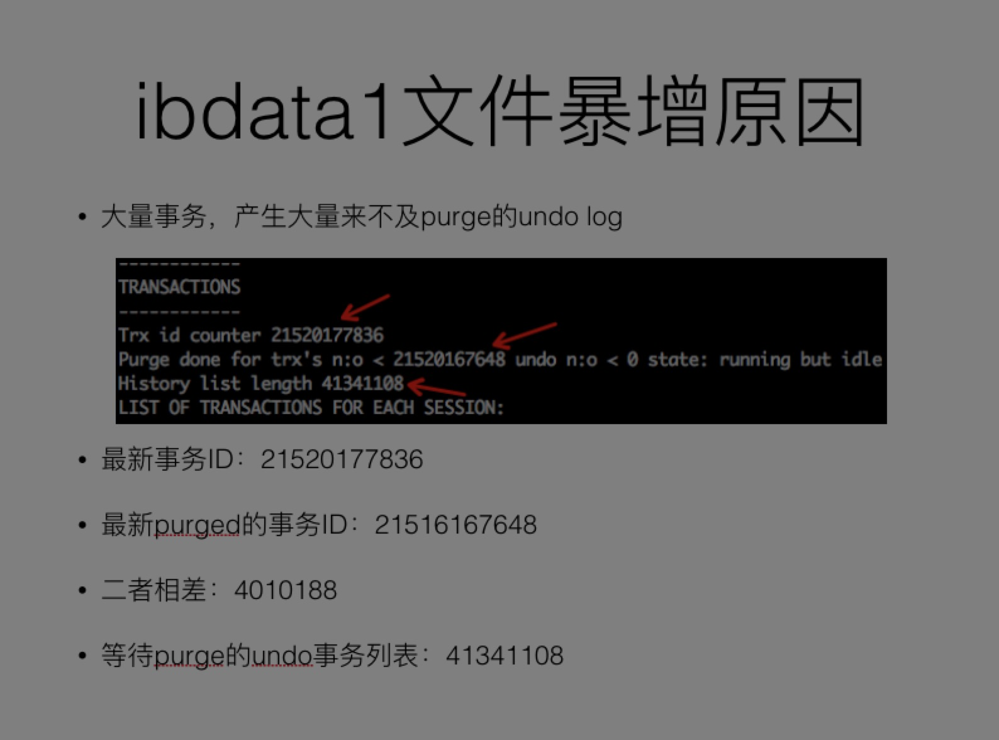 ibdata1文件暴增原因
• 大量事务，产生大量来不及purge的undo log
------------
TRANSACTIONS
------------
Trx id counter 21520177836
Purge done for trx's n:o < 21520167648 undo n:o < 0 state: running but idle
History list length 41341108
LIST OF TRANSACTIONS FOR EACH SESSION:
• 最新事务ID：21520177836
• 最新purged的事务ID：21516167648
• 二者相差：4010188
• 等待purge的undo事务列表：41341108